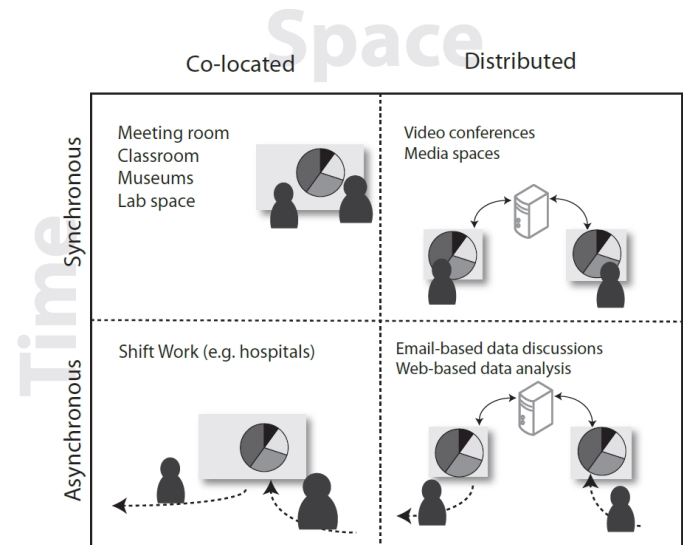 Space
Co-located
Distributed
Time
Synchronous
Meeting room
Classroom
Museums
Lab space
Video conferences
Media spaces
Asynchronous
Shift Work (e.g. hospitals)
Email-based data discussions
Web-based data analysis